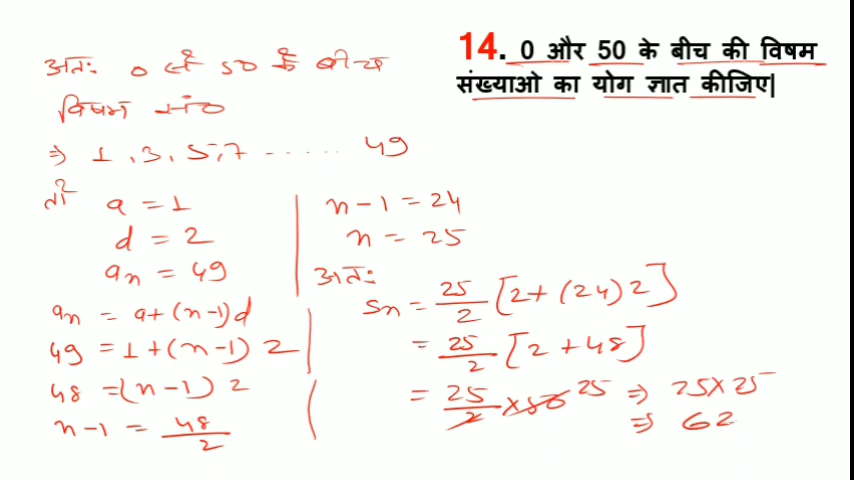 14. 0 और 50 के बीच की विषम
संख्याओ का योग ज्ञात कीजिए|
अतः 0 से 50 के बीच
विषम सं०
⇒ 1, 3, 5, 7 ...... 49
तो
a = 1
d = 2
an = 49
an = a+(n-1)d
49 = 1+(n-1) 2
48 =(n-1) 2
n-1 = 48/2
n-1 = 24
n = 25
अतः
Sn = 25/2 [2+(24)2]
= 25/2 [2+48]
= 25/2 ×50 25 ⇒ 25×25
⇒ 62